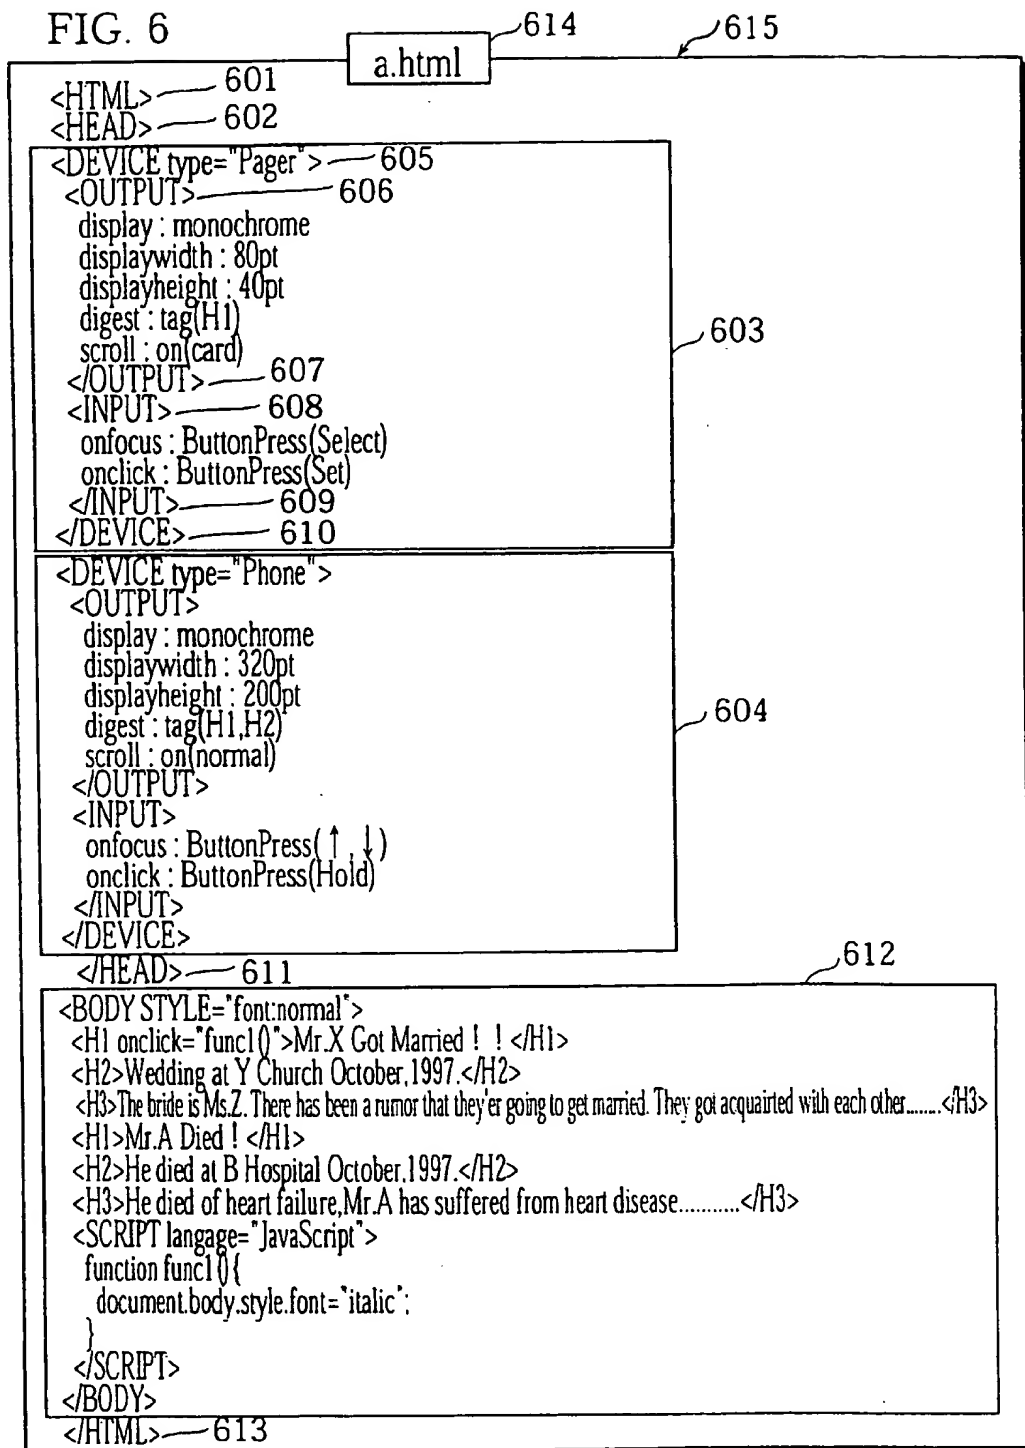 FIG. 6
614
615
a.html
<HTML> 601
<HEAD> 602
<DEVICE type="Pager"> 605
<OUTPUT> 606
display : monochrome
displaywidth : 80pt
displayheight : 40pt
digest : tag(H1)
scroll : on(card)
</OUTPUT> 607
603
<INPUT> 608
onfocus : ButtonPress(Select)
onclick : ButtonPress(Set)
</INPUT> 609
</DEVICE> 610
<DEVICE type="Phone">
<OUTPUT>
display : monochrome
displaywidth : 320pt
displayheight : 200pt
digest : tag(H1,H2)
604
scroll : on(normal)
</OUTPUT>
<INPUT>
onfocus : ButtonPress(↑,↓)
onclick : ButtonPress(Hold)
</INPUT>
</DEVICE>
</HEAD> 611
612
<BODY STYLE="font:normal">
<H1 onclick="func1()">Mr.X Got Married ! ! </H1>
<H2>Wedding at Y Church October,1997.</H2>
<H3>The bride is Ms.Z. There has been a rumor that they'er going to get married. They got acquairted with each other........</H3>
<H1>Mr.A Died ! </H1>
<H2>He died at B Hospital October,1997.</H2>
<H3>He died of heart failure,Mr.A has suffered from heart disease...........</H3>
<SCRIPT langage="JavaScript">
function func1(){
document.body.style.font="italic";
}
</SCRIPT>
</BODY>
</HTML> 613